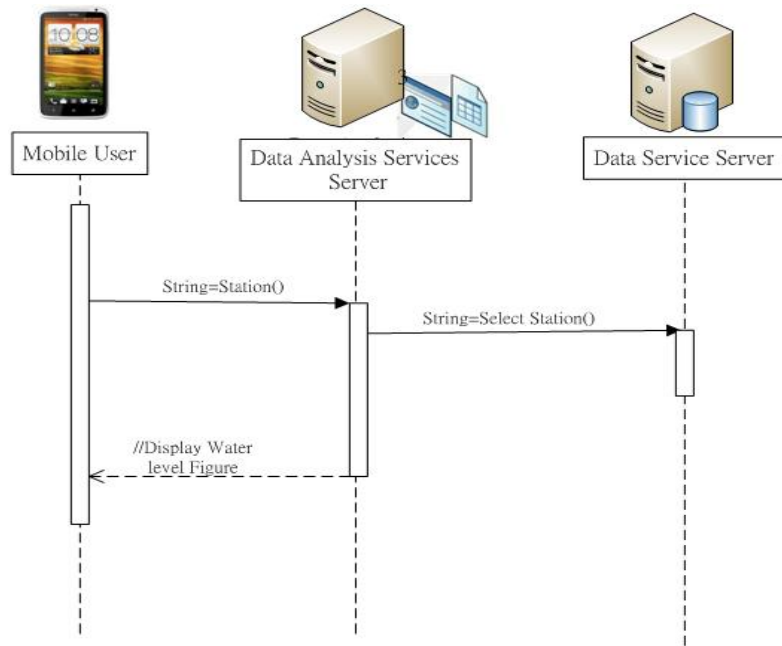 10:08
3
Mobile User
Data Analysis Services
Server
Data Service Server
String=Station()
String=Select Station()
//Display Water
level Figure